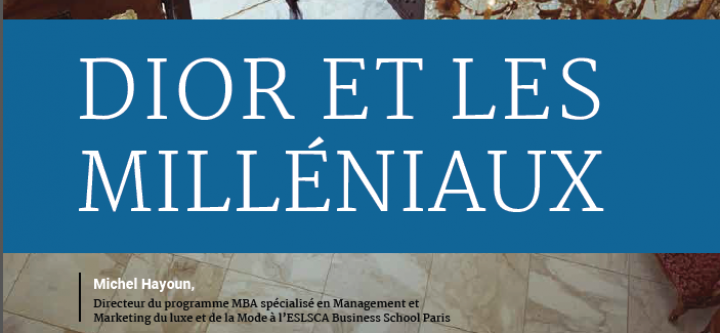 DIOR ET LES
MILLÉNIAUX
Michel Hayoun,
Directeur du programme MBA spécialisé en Management et
Marketing du luxe et de la Mode à l'ESLSCA Business School Paris